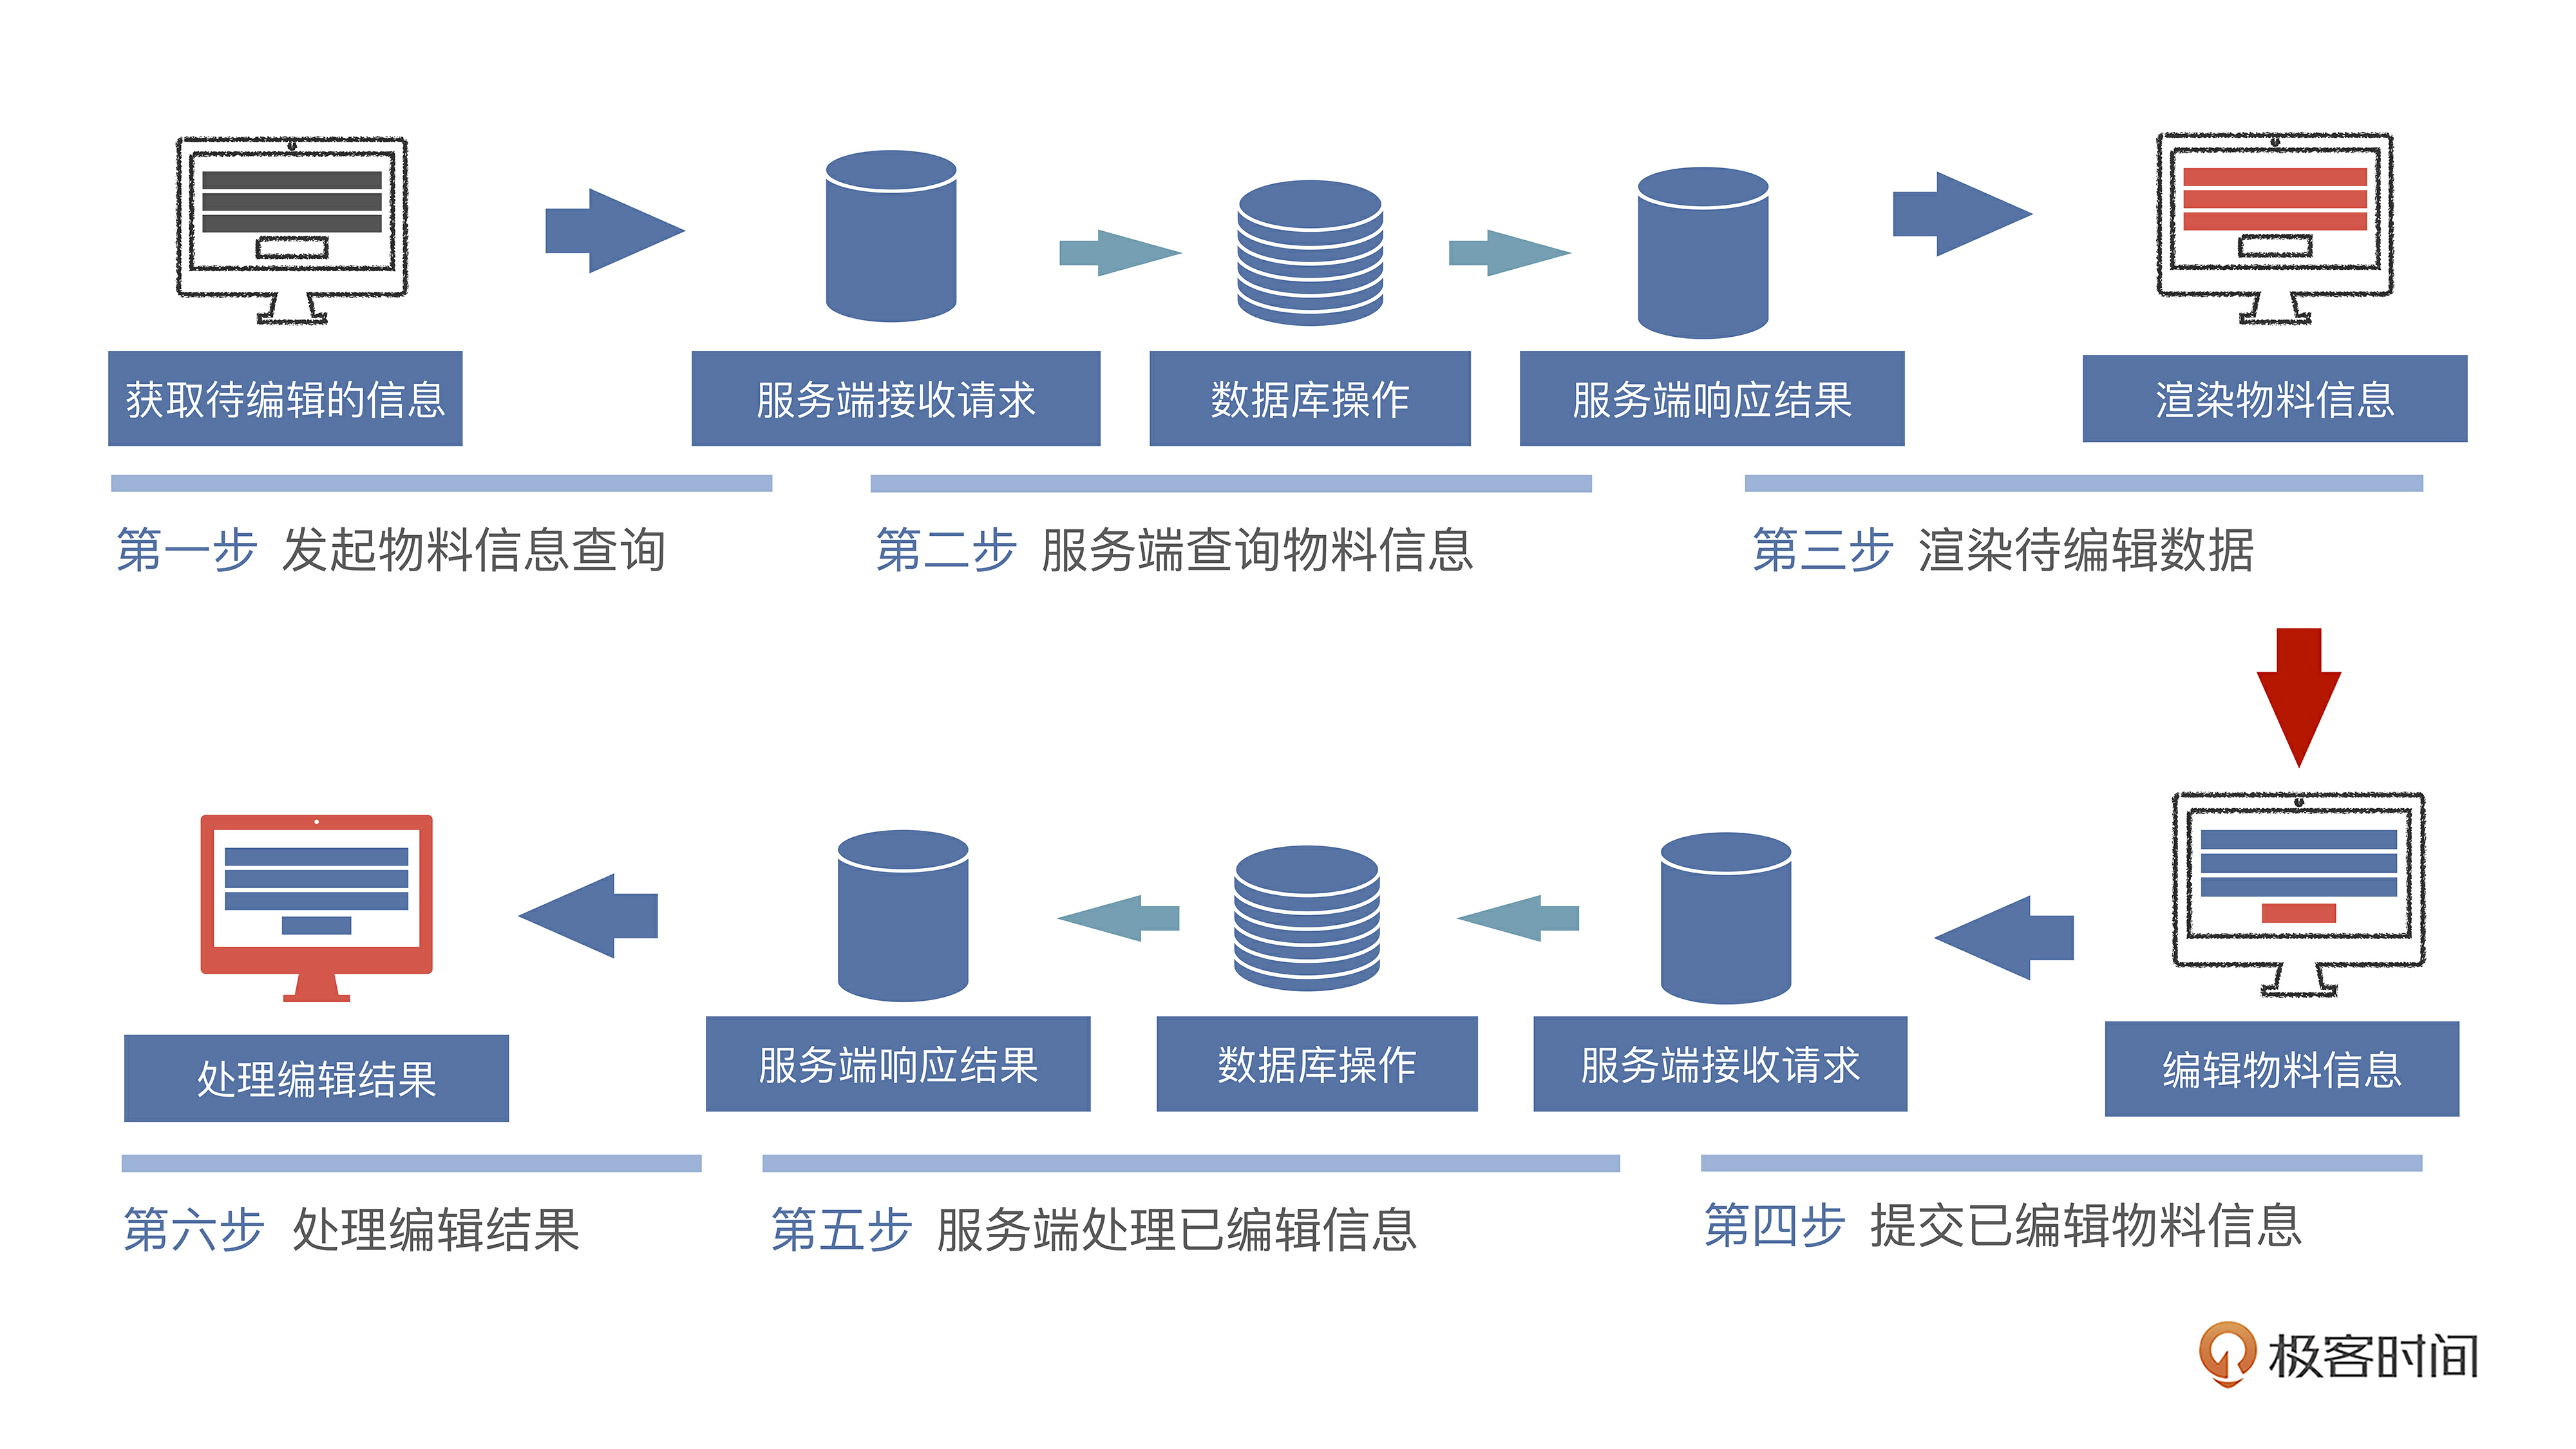 获取待编辑的信息
服务端接收请求
数据库操作
服务端响应结果
渲染物料信息
第一步 发起物料信息查询
第二步 服务端查询物料信息
第三步 渲染待编辑数据
处理编辑结果
服务端响应结果
数据库操作
服务端接收请求
编辑物料信息
第六步 处理编辑结果
第五步 服务端处理已编辑信息
第四步 提交已编辑物料信息
极客时间